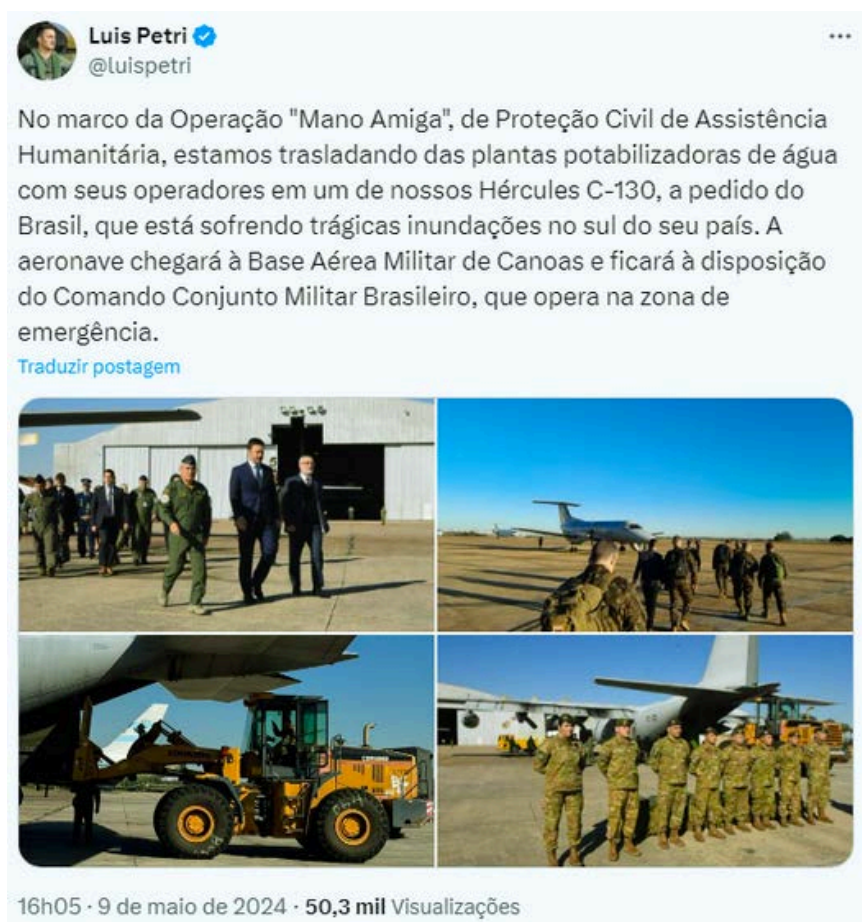 Luis Petri
@luispetri
No marco da Operação "Mano Amiga", de Proteção Civil de Assistência
Humanitária, estamos trasladando das plantas potabilizadoras de água
com seus operadores em um de nossos Hércules C-130, a pedido do
Brasil, que está sofrendo trágicas inundações no sul do seu país. A
aeronave chegará à Base Aérea Militar de Canoas e ficará à disposição
do Comando Conjunto Militar Brasileiro, que opera na zona de
emergência.
Traduzir postagem
16h05 · 9 de maio de 2024 · 50,3 mil Visualizações